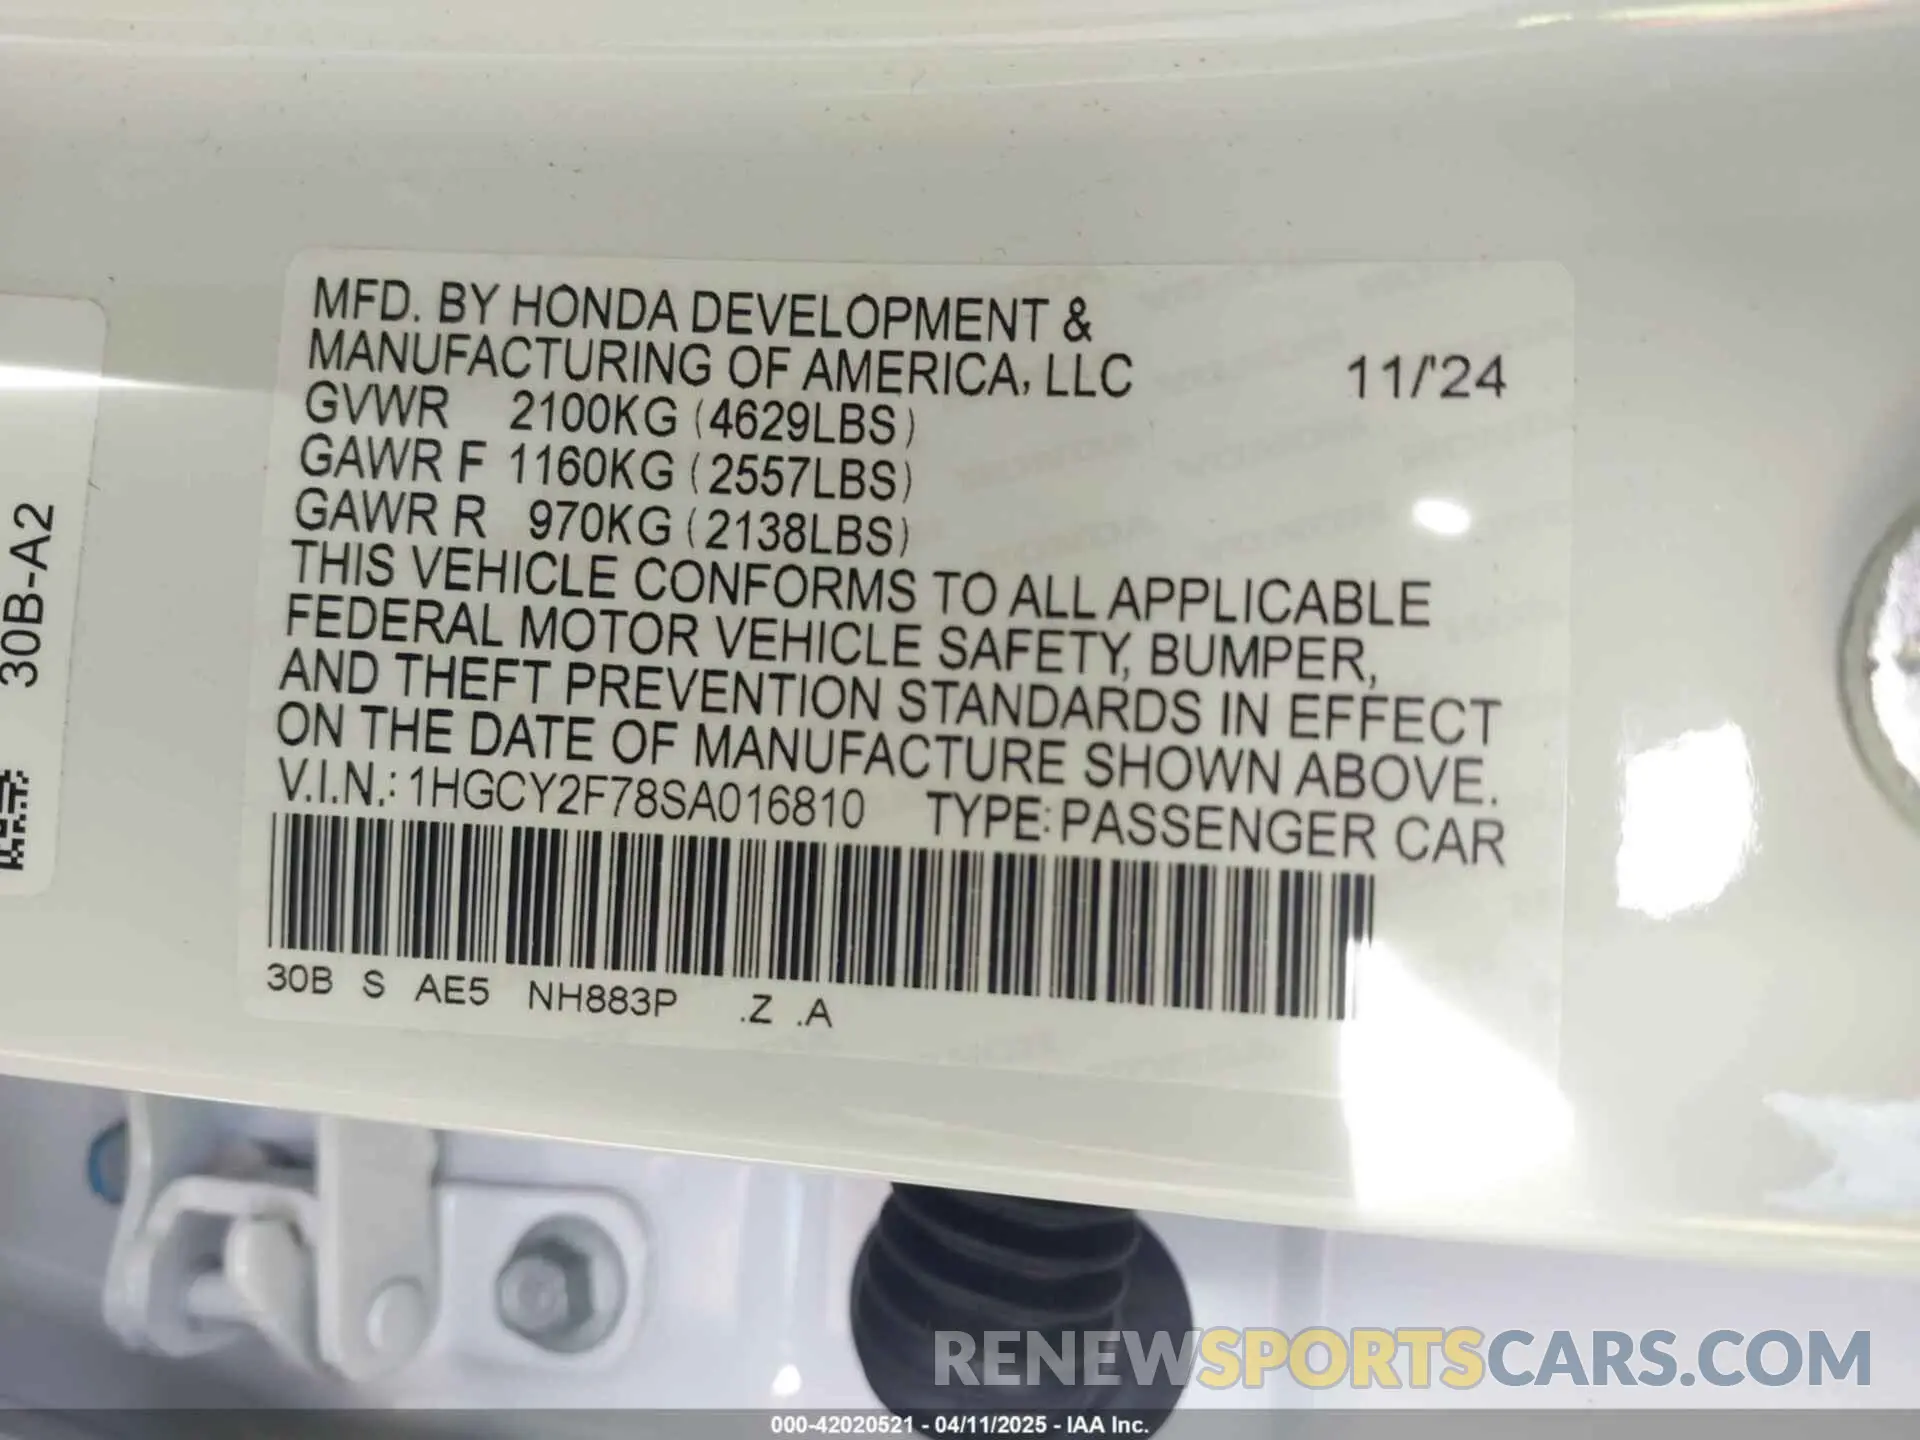 MFD. BY HONDA DEVELOPMENT &
MANUFACTURING OF AMERICA, LLC 11/'24
GVWR 2100KG (4629LBS)
GAWR F 1160KG (2557LBS)
GAWR R 970KG (2138LBS)
THIS VEHICLE CONFORMS TO ALL APPLICABLE
FEDERAL MOTOR VEHICLE SAFETY, BUMPER,
AND THEFT PREVENTION STANDARDS IN EFFECT
ON THE DATE OF MANUFACTURE SHOWN ABOVE.
V.I.N.: 1HGCY2F78SA016810 TYPE: PASSENGER CAR
30B S AE5 NH883P .Z .A
30B-A2
RENEWSPORTSCARS.COM
000-42020521 - 04/11/2025 - IAA Inc.